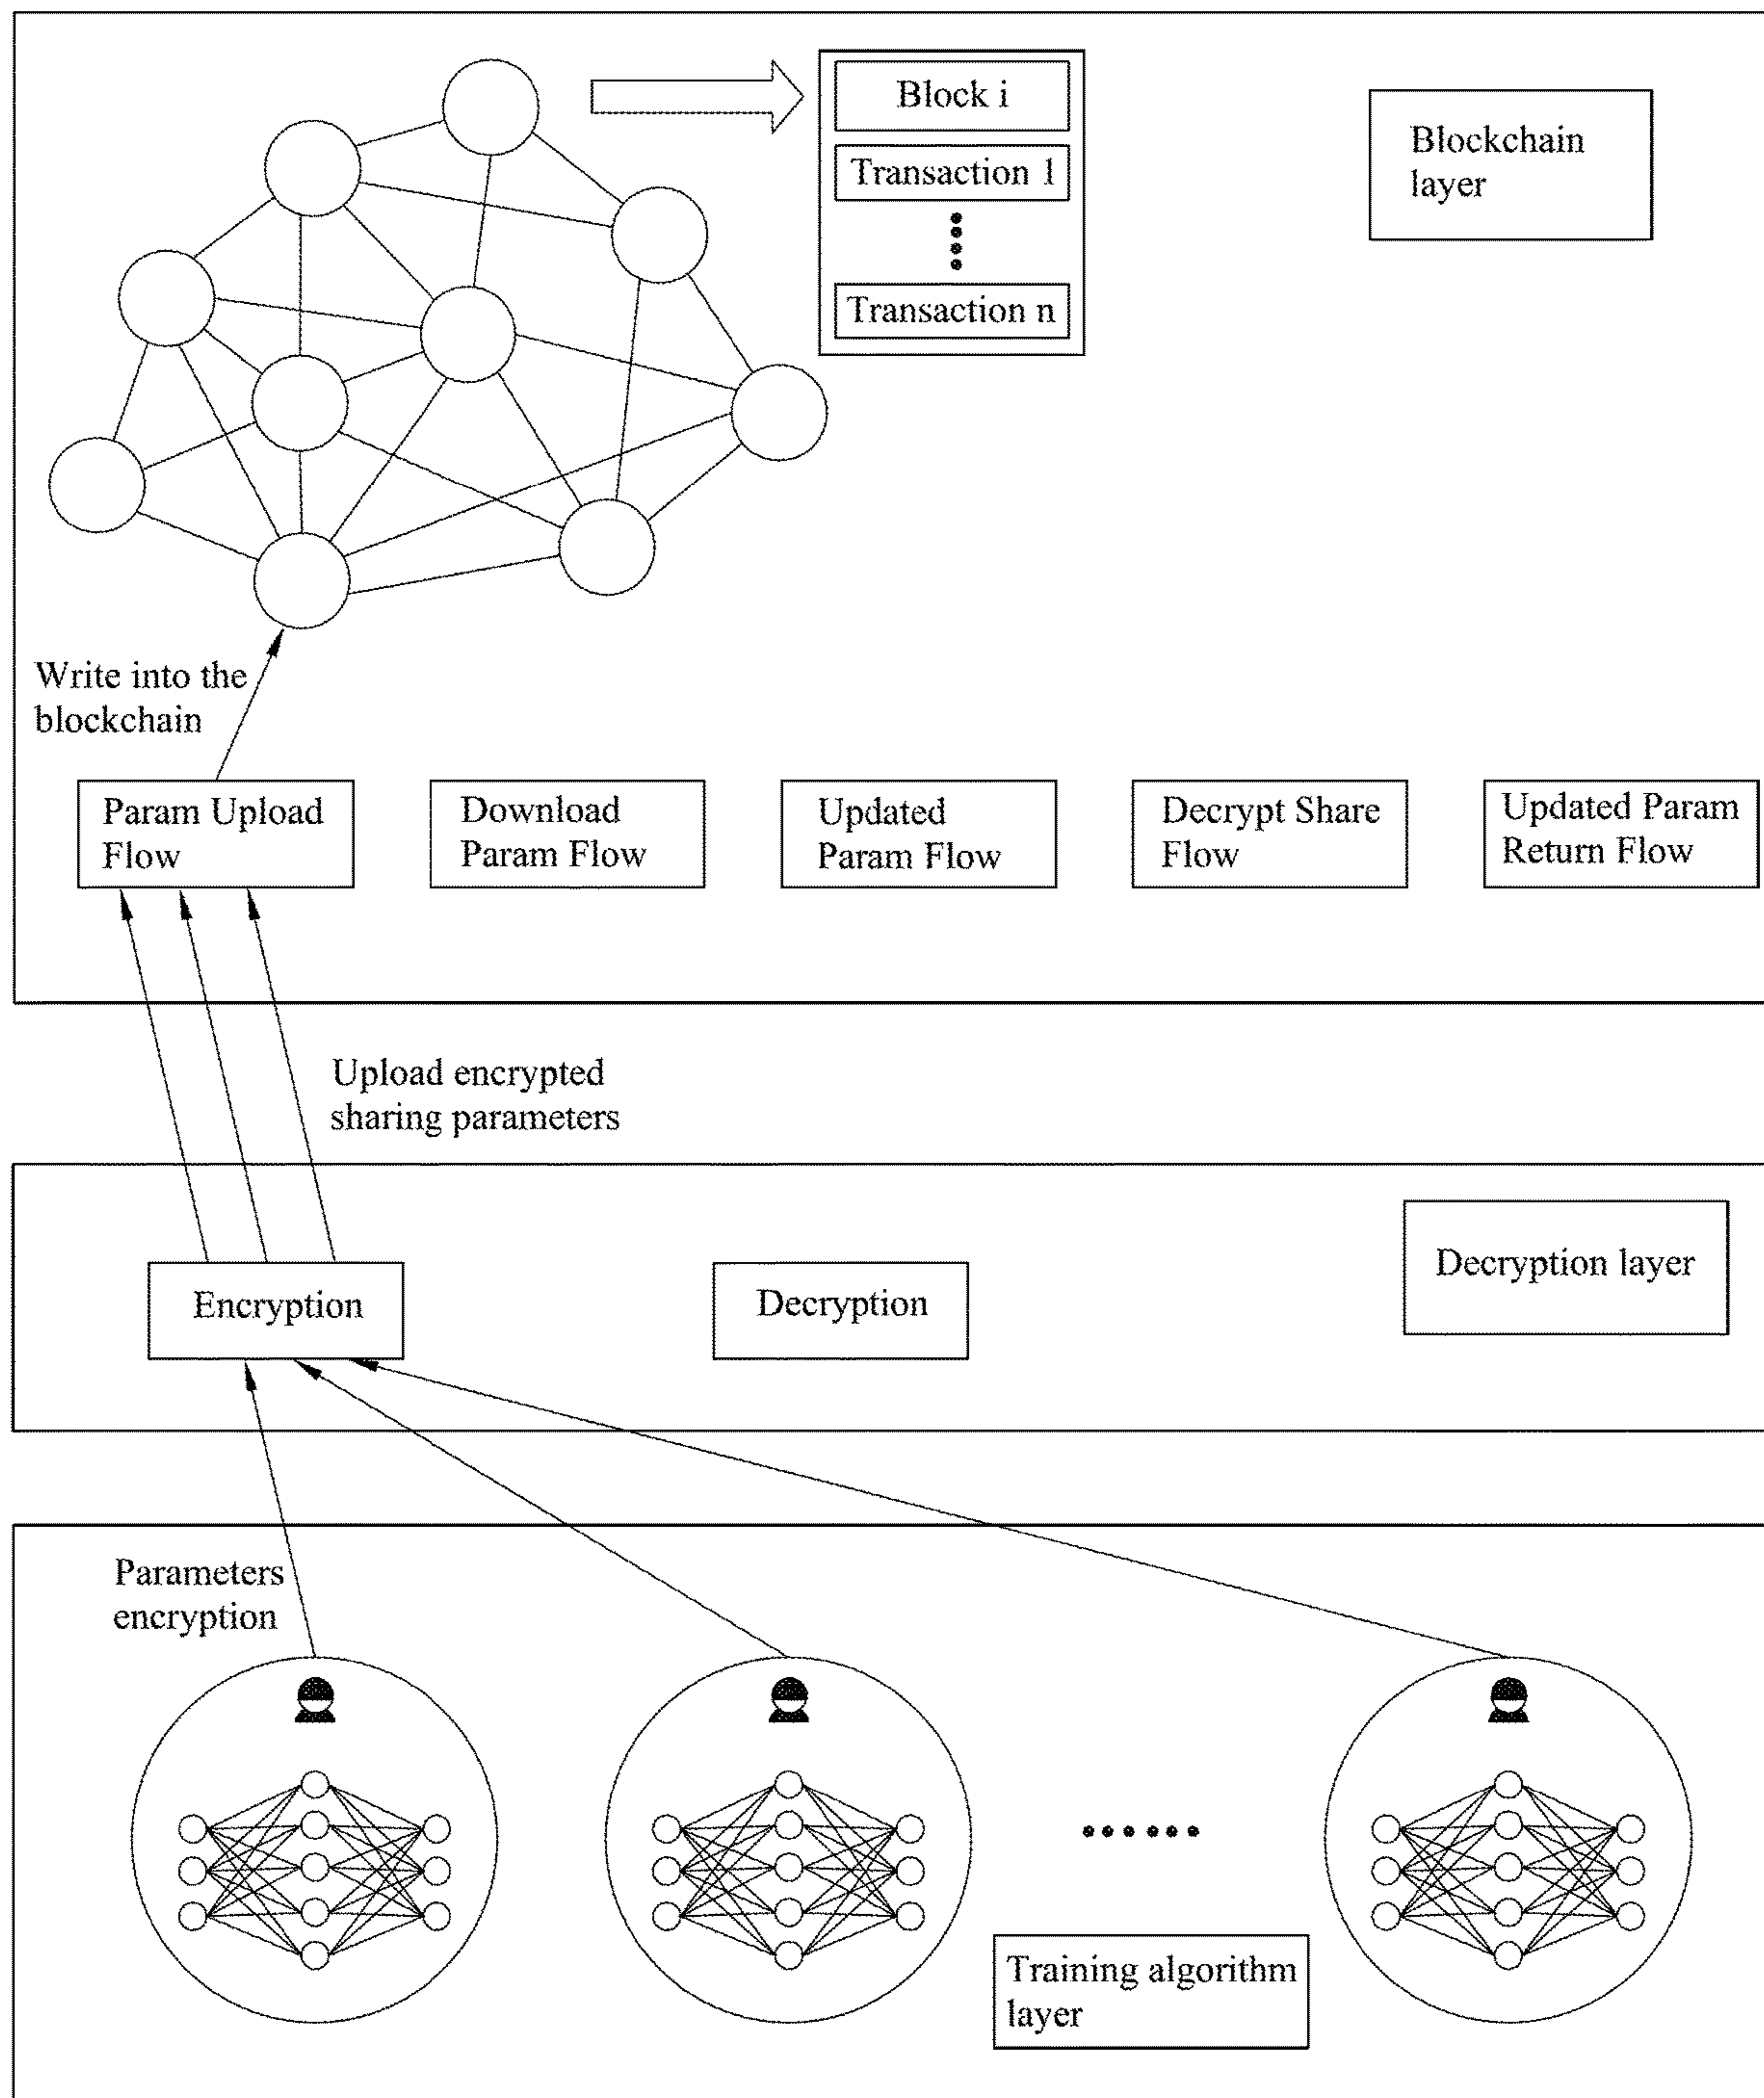 Block i
Transaction 1
Transaction n
Blockchain
layer
Write into the
blockchain
Param Upload
Flow
Download
Param Flow
Updated
Param Flow
Decrypt Share
Flow
Updated Param
Return Flow
Upload encrypted
sharing parameters
Encryption
Decryption
Decryption layer
Parameters
encryption
Training algorithm
layer